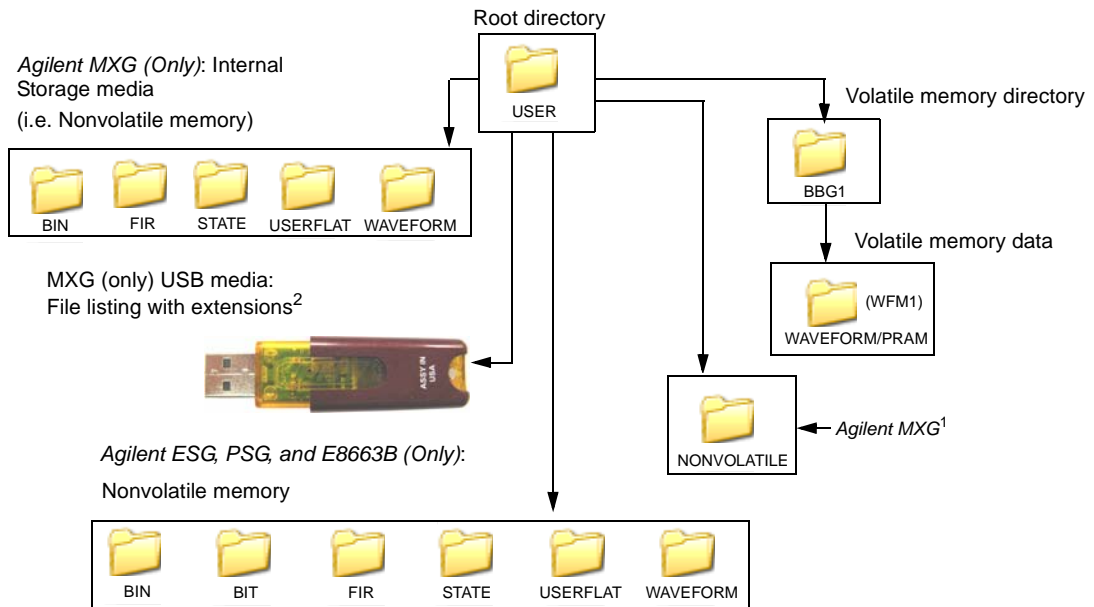 Root directory
USER
Agilent MXG (Only): Internal
Storage media
(i.e. Nonvolatile memory)
BIN
FIR
STATE
USERFLAT
WAVEFORM
Volatile memory directory
BBG1
Volatile memory data
(WFM1)
WAVEFORM/PRAM
MXG (only) USB media:
File listing with extensions2
ASSY IN
USA
NONVOLATILE
Agilent MXG1
Agilent ESG, PSG, and E8663B (Only):
Nonvolatile memory
BIN
BIT
FIR
STATE
USERFLAT
WAVEFORM